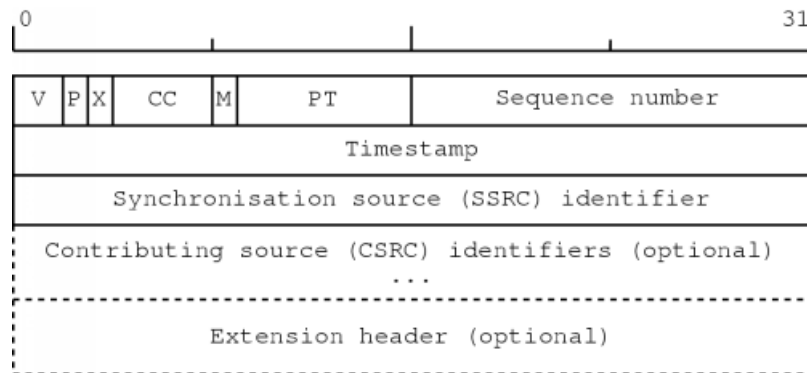 0 31
V P X CC M PT Sequence number
Timestamp
Synchronisation source (SSRC) identifier
Contributing source (CSRC) identifiers (optional)
...
Extension header (optional)